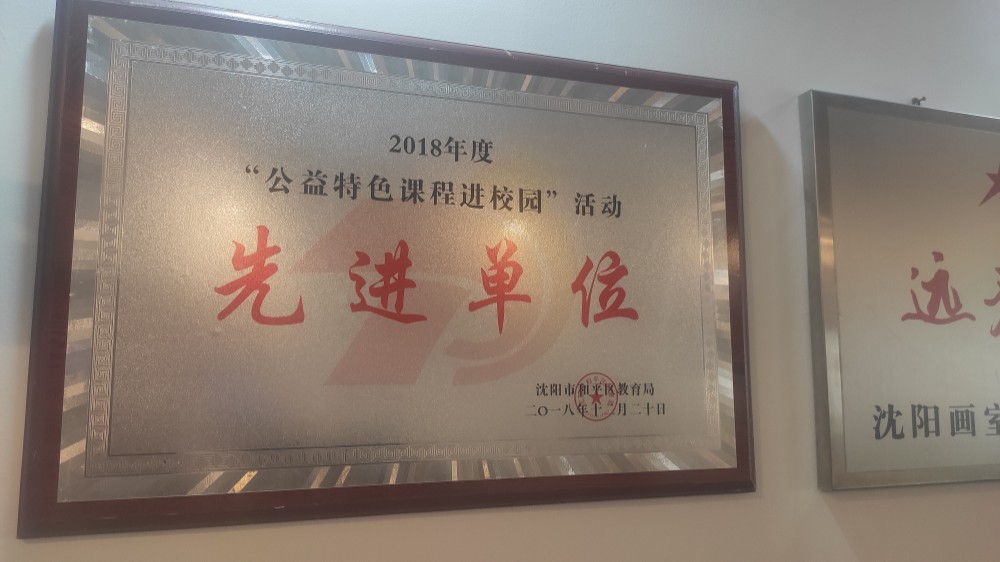 2018年度
“公益特色课程进校园”活动
先进单位
沈阳市和平区教育局
二〇一八年十二月二十日
远
沈阳画室